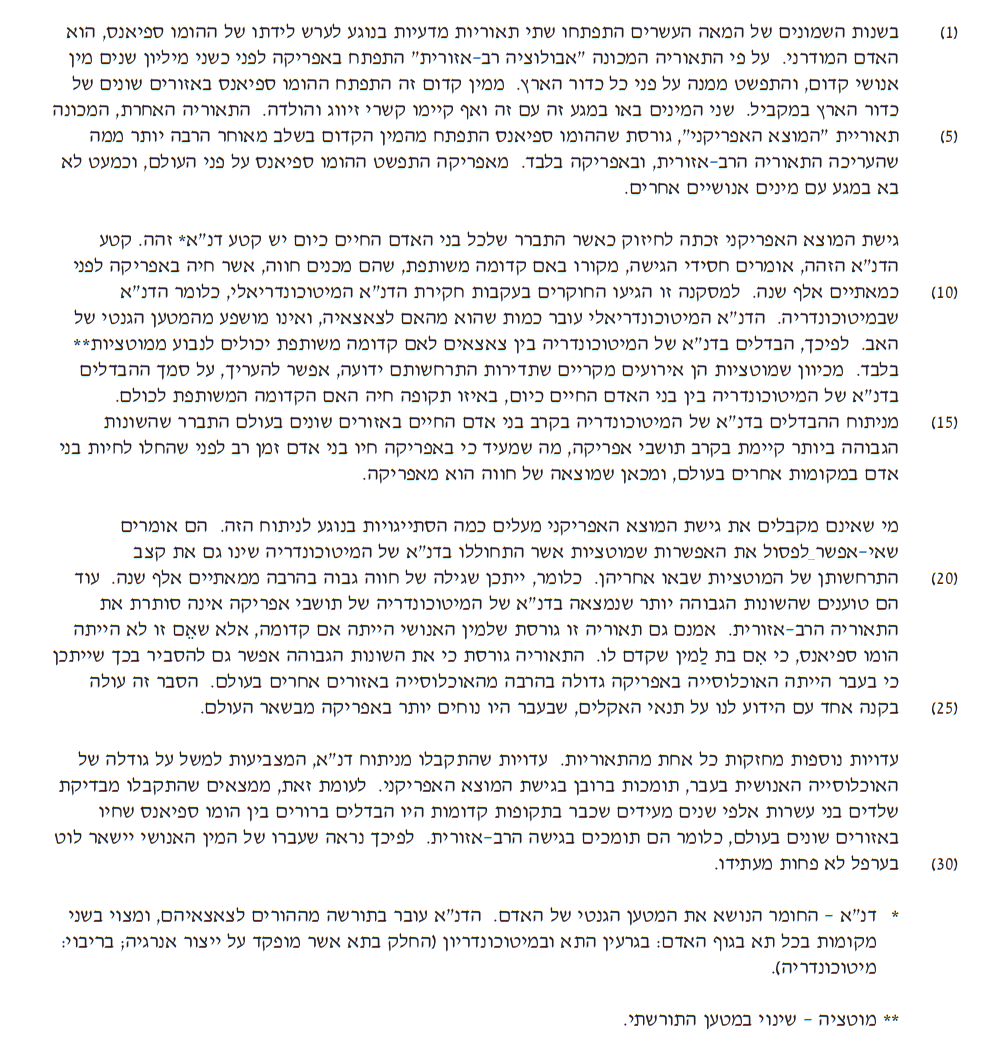 (1) בשנות השמונים של המאה העשרים התפתחו שתי תאוריות מדעיות בנוגע לערש לידתו של ההומו ספיאנס, הוא
האדם המודרני. על פי התאוריה המכונה "אבולוציה רב-אזורית" התפתח באפריקה לפני כשני מיליון שנים מין
אנושי קדום, והתפשט ממנה על פני כל כדור הארץ. ממין קדום זה התפתח ההומו ספיאנס באזורים שונים של
כדור הארץ במקביל. שני המינים באו במגע זה עם זה ואף קיימו קשרי זיווג והולדה. התאוריה האחרת, המכונה
(5) תאוריית "המוצא האפריקני", גורסת שההומו ספיאנס התפתח מהמין הקדום בשלב מאוחר הרבה יותר ממה
שהעריכה התאוריה הרב-אזורית, ובאפריקה בלבד. מאפריקה התפשט ההומו ספיאנס על פני העולם, וכמעט לא
בא במגע עם מינים אנושיים אחרים.
גישת המוצא האפריקני זכתה לחיזוק כאשר התברר שלכל בני האדם החיים כיום יש קטע דנ"א* זהה. קטע
הדנ"א הזהה, אומרים חסידי הגישה, מקורו באם קדומה משותפת, שהם מכנים חווה, אשר חיה באפריקה לפני
(10) כמאתיים אלף שנה. למסקנה זו הגיעו החוקרים בעקבות חקירת הדנ"א המיטוכונדריאלי, כלומר הדנ"א
שבמיטוכונדריה. הדנ"א המיטוכונדריאלי עובר כמות שהוא מהאם לצאצאיה, ואינו מושפע מהמטען הגנטי של
האב. לפיכך, הבדלים בדנ"א של המיטוכונדריה בין צאצאים לאם קדומה משותפת יכולים לנבוע ממוטציות**
בלבד. מכיוון שמוטציות הן אירועים מקריים שתדירות התרחשותם ידועה, אפשר להעריך, על סמך ההבדלים
בדנ"א של המיטוכונדריה בין בני האדם החיים כיום, באיזו תקופה חיה האם הקדומה המשותפת לכולם.
(15) מניתוח ההבדלים בדנ"א של המיטוכונדריה בקרב בני אדם החיים באזורים שונים בעולם התברר שהשונות
הגבוהה ביותר קיימת בקרב תושבי אפריקה, מה שמעיד כי באפריקה חיו בני אדם זמן רב לפני שהחלו לחיות בני
אדם במקומות אחרים בעולם, ומכאן שמוצאה של חווה הוא מאפריקה.
מי שאינם מקבלים את גישת המוצא האפריקני מעלים כמה הסתייגויות בנוגע לניתוח הזה. הם אומרים
שאי-אפשר לפסול את האפשרות שמוטציות אשר התחוללו בדנ"א של המיטוכונדריה שינו גם את קצב
(20) התרחשותן של המוטציות שבאו אחריהן. כלומר, ייתכן שגילה של חווה גבוה בהרבה ממאתיים אלף שנה. עוד
הם טוענים שהשונות הגבוהה יותר שנמצאה בדנ"א של המיטוכונדריה של תושבי אפריקה אינה סותרת את
התאוריה הרב-אזורית. אמנם גם תאוריה זו גורסת שלמין האנושי הייתה אם קדומה, אלא שאֵם זו לא הייתה
הומו ספיאנס, כי אִם בת לַמין שקדם לו. התאוריה גורסת כי את השונות הגבוהה אפשר גם להסביר בכך שייתכן
כי בעבר הייתה האוכלוסייה באפריקה גדולה בהרבה מהאוכלוסייה באזורים אחרים בעולם. הסבר זה עולה
(25) בקנה אחד עם הידוע לנו על תנאי האקלים, שבעבר היו נוחים יותר באפריקה מבשאר העולם.
עדויות נוספות מחזקות כל אחת מהתאוריות. עדויות שהתקבלו מניתוח דנ"א, המצביעות למשל על גודלה של
האוכלוסייה האנושית בעבר, תומכות ברובן בגישת המוצא האפריקני. לעומת זאת, ממצאים שהתקבלו מבדיקת
שלדים בני עשרות אלפי שנים מעידים שכבר בתקופות קדומות היו הבדלים ברורים בין הומו ספיאנס שחיו
באזורים שונים בעולם, כלומר הם תומכים בגישה הרב-אזורית. לפיכך נראה שעברו של המין האנושי יישאר לוט
(30) בערפל לא פחות מעתידו.
* דנ"א - החומר הנושא את המטען הגנטי של האדם. הדנ"א עובר בתורשה מההורים לצאצאיהם, ומצוי בשני
מקומות בכל תא בגוף האדם: בגרעין התא ובמיטוכונדריון (החלק בתא אשר מופקד על ייצור אנרגיה; בריבוי:
מיטוכונדריה).
** מוטציה - שינוי במטען התורשתי.